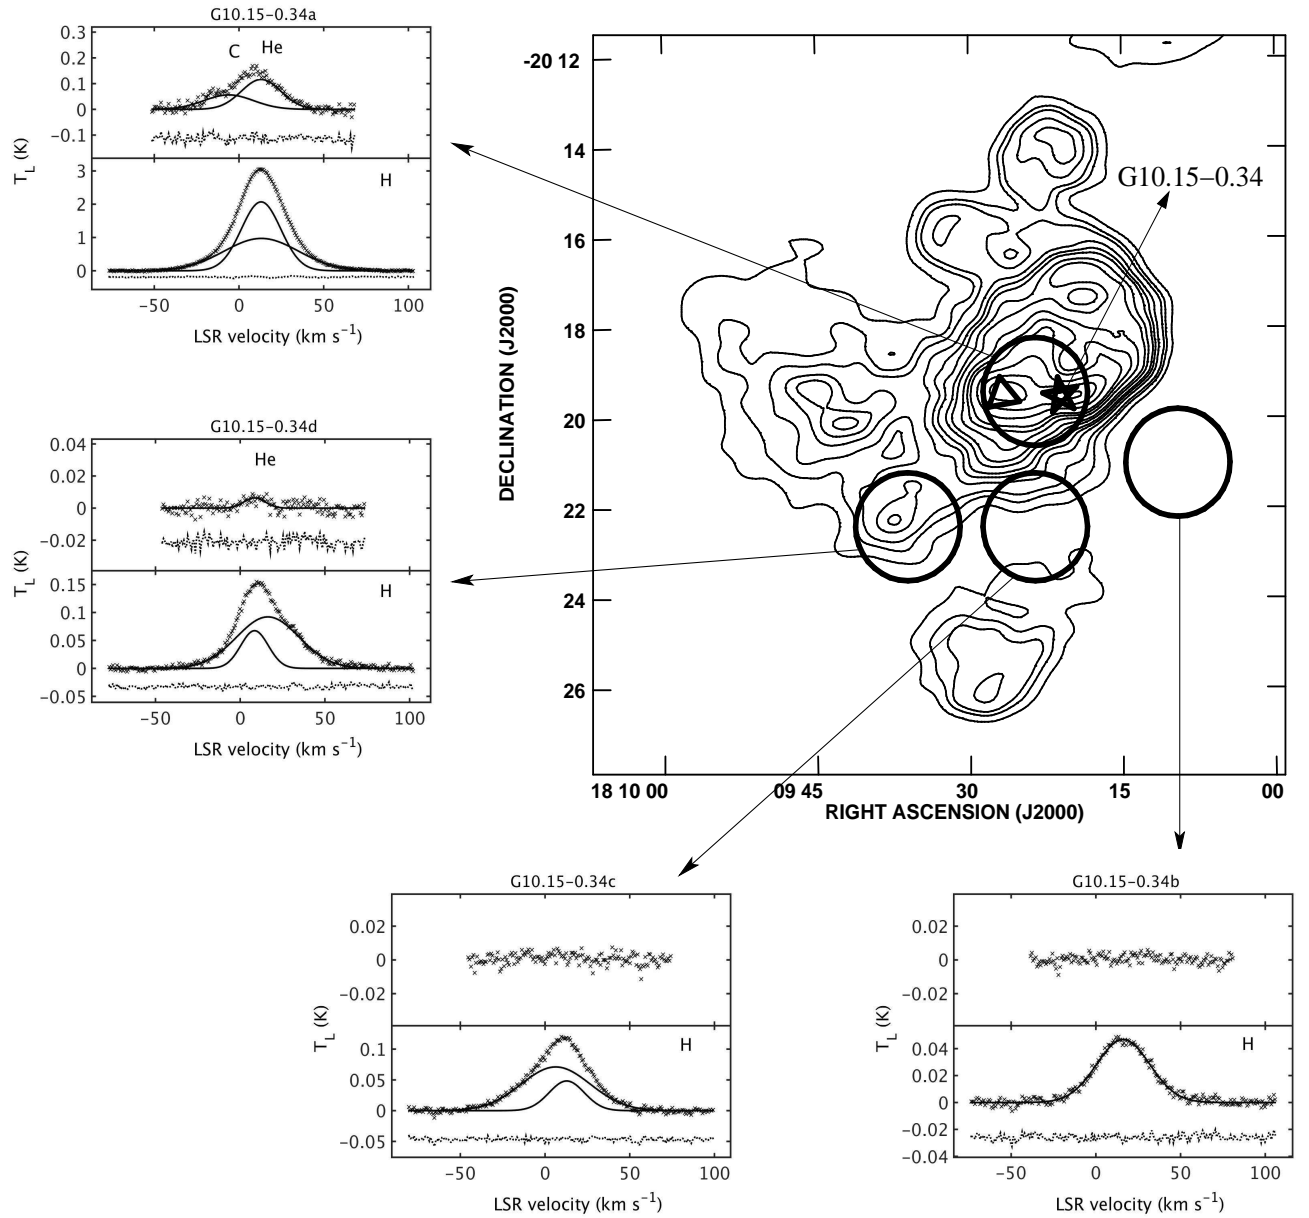 G10.15−0.34a
C He
0.3
0.2
0.1
0
−0.1
H
3
2
1
0
T_L (K)
−50 0 50 100
LSR velocity (km s⁻¹)
G10.15−0.34d
He
0.04
0.02
0
−0.02
H
0.15
0.1
0.05
0
−0.05
T_L (K)
−50 0 50 100
LSR velocity (km s⁻¹)
G10.15−0.34
-20 12
14
16
18
20
22
24
26
DECLINATION (J2000)
18 10 00 09 45 30 15 00
RIGHT ASCENSION (J2000)
G10.15−0.34c
0.02
0
−0.02
H
0.1
0.05
0
−0.05
T_L (K)
−50 0 50 100
LSR velocity (km s⁻¹)
G10.15−0.34b
0.02
0
−0.02
H
0.04
0.02
0
−0.02
−0.04
T_L (K)
−50 0 50 100
LSR velocity (km s⁻¹)